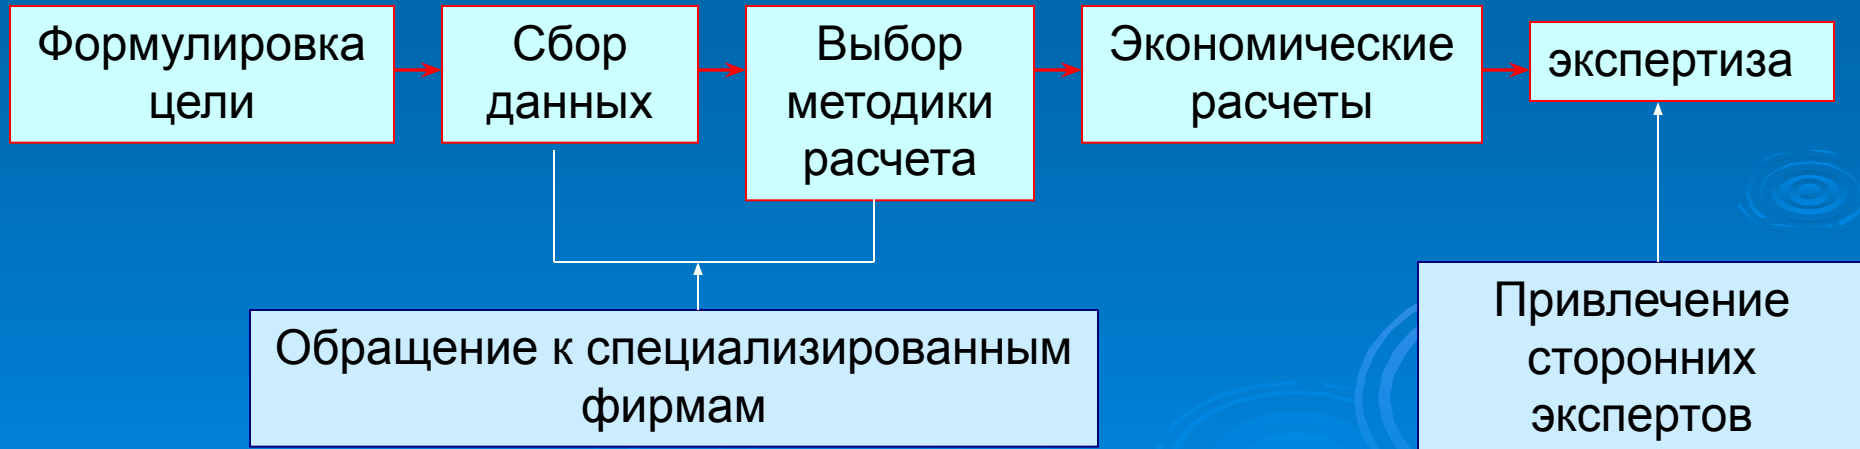 Формулировка
цели
Сбор
данных
Выбор
методики
расчета
Экономические
расчеты
экспертиза
Обращение к специализированным
фирмам
Привлечение
сторонних
экспертов